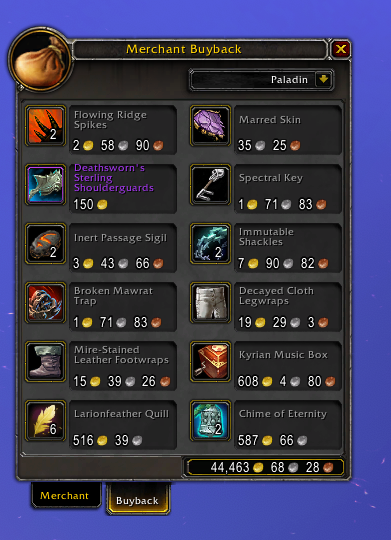 Merchant Buyback
Paladin
Flowing Ridge
Spikes
2
2 58 90
Marred Skin
35 25
Deathsworn's
Sterling
Shoulderguards
150
Spectral Key
1 71 83
Inert Passage Sigil
2
3 43 66
Immutable
Shackles
2
7 90 82
Broken Mawrat
Trap
1 71 83
Decayed Cloth
Legwraps
19 29 3
Mire-Stained
Leather Footwraps
15 39 26
Kyrian Music Box
608 4 80
Larionfeather Quill
6
516 39
Chime of Eternity
2
587 66
44,463 68 28
Merchant
Buyback